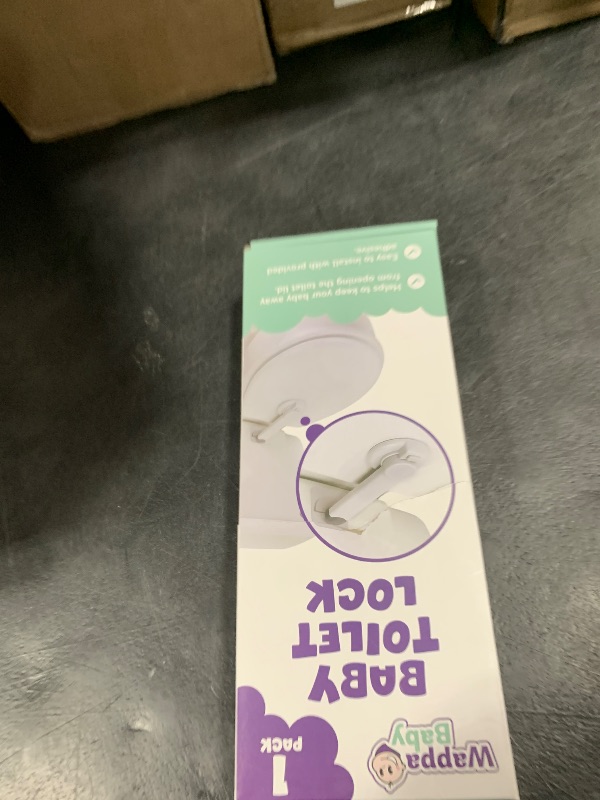 Wappa
Baby
1
PACK
BABY
TOILET
LOCK
Helps to keep your baby away
from opening the toilet lid.
Easy to install with provided
adhesive.